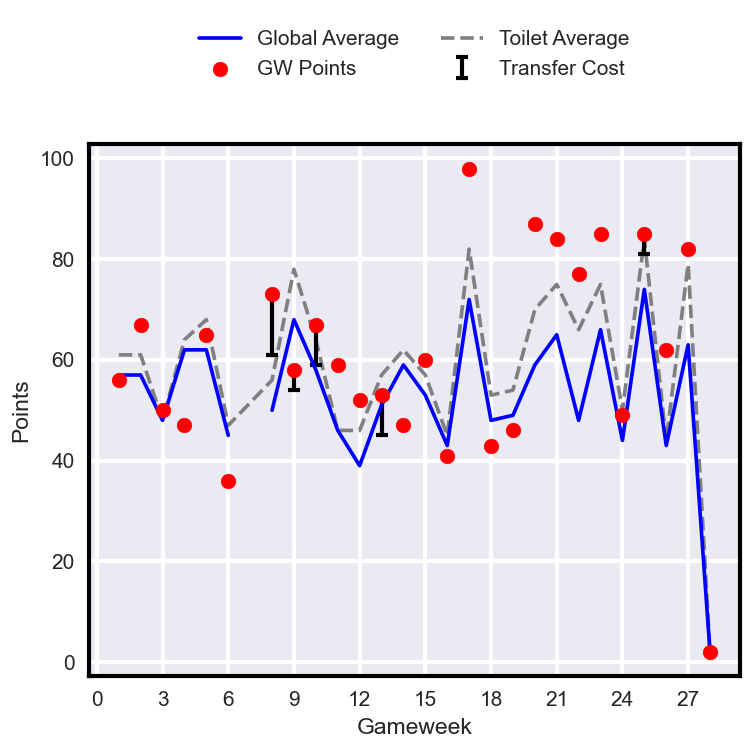 Global Average
Toilet Average
GW Points
Transfer Cost
100
80
60
40
20
0
Points
0 3 6 9 12 15 18 21 24 27
Gameweek